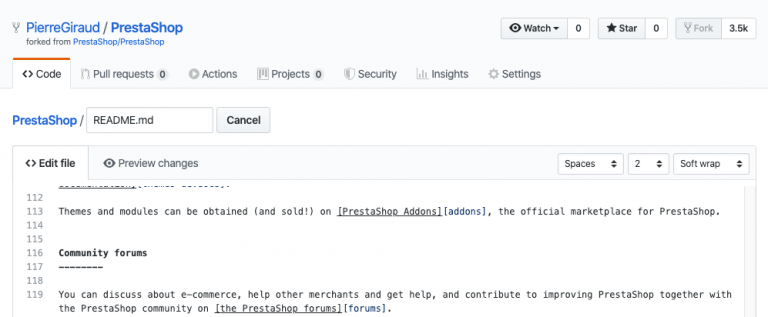 PierreGiraud / PrestaShop
forked from PrestaShop/PrestaShop
Watch 0 Star 0 Fork 3.5k
Code Pull requests 0 Actions Projects 0 Security Insights Settings
PrestaShop / README.md Cancel
Edit file Preview changes Spaces 2 Soft wrap
112
113 Themes and modules can be obtained (and sold!) on [PrestaShop Addons][addons], the official marketplace for PrestaShop.
114
115
116 Community forums
117 --------
118
119 You can discuss about e-commerce, help other merchants and get help, and contribute to improving PrestaShop together with
the PrestaShop community on [the PrestaShop forums][forums].